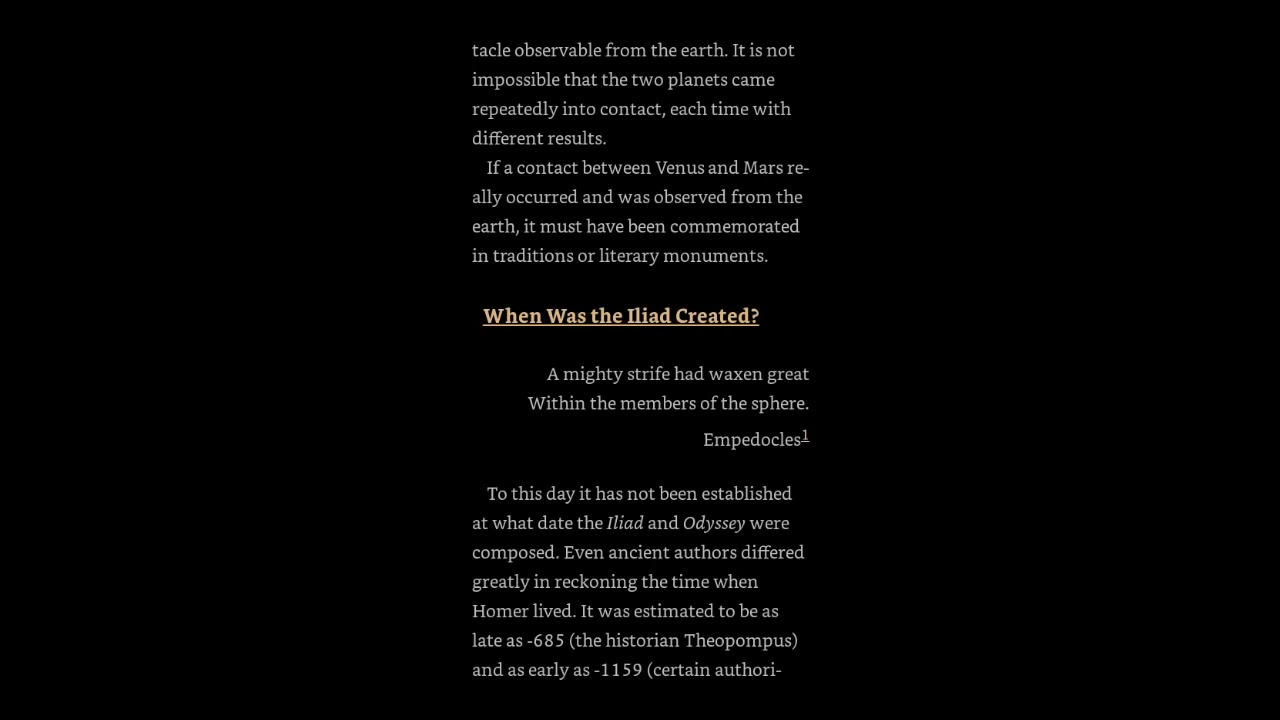 tacle observable from the earth. It is not
impossible that the two planets came
repeatedly into contact, each time with
different results.
If a contact between Venus and Mars re-
ally occurred and was observed from the
earth, it must have been commemorated
in traditions or literary monuments.
When Was the Iliad Created?
A mighty strife had waxen great
Within the members of the sphere.
Empedocles1
To this day it has not been established
at what date the Iliad and Odyssey were
composed. Even ancient authors differed
greatly in reckoning the time when
Homer lived. It was estimated to be as
late as -685 (the historian Theopompus)
and as early as -1159 (certain authori-